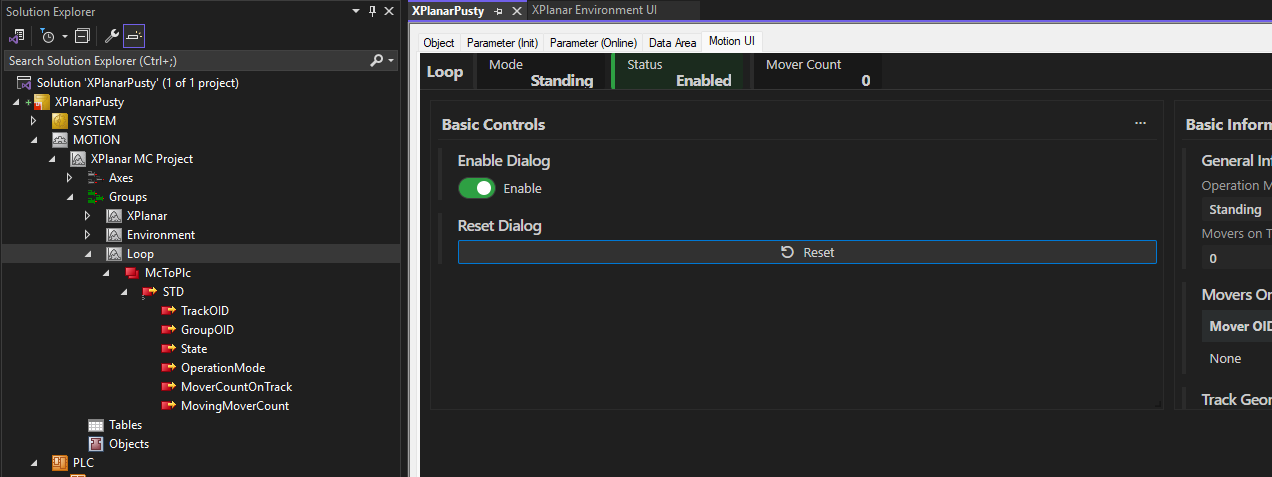 Solution Explorer
Search Solution Explorer (Ctrl+;)
Solution 'XPlanarPusty' (1 of 1 project)
XPlanarPusty
SYSTEM
MOTION
XPlanar MC Project
Axes
Groups
XPlanar
Environment
Loop
McToPlc
STD
TrackOID
GroupOID
State
OperationMode
MoverCountOnTrack
MovingMoverCount
Tables
Objects
PLC
XPlanarPusty XPlanar Environment UI
Object Parameter (Init) Parameter (Online) Data Area Motion UI
Loop Mode Standing Status Enabled Mover Count 0
Basic Controls ...
Enable Dialog
Enable
Reset Dialog
Reset
Basic Inform
General Inf
Operation M
Standing
Movers on T
0
Movers On
Mover OID
None
Track Geor